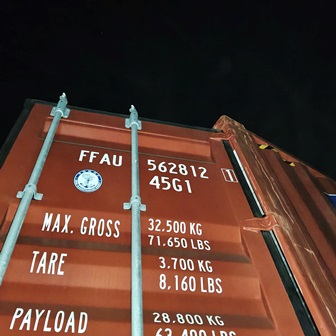 FFAU 562812
45G1
MAX. GROSS 32.500 KG
71.650 LBS
TARE 3.700 KG
8,160 LBS
PAYLOAD 28.800 KG
LBS